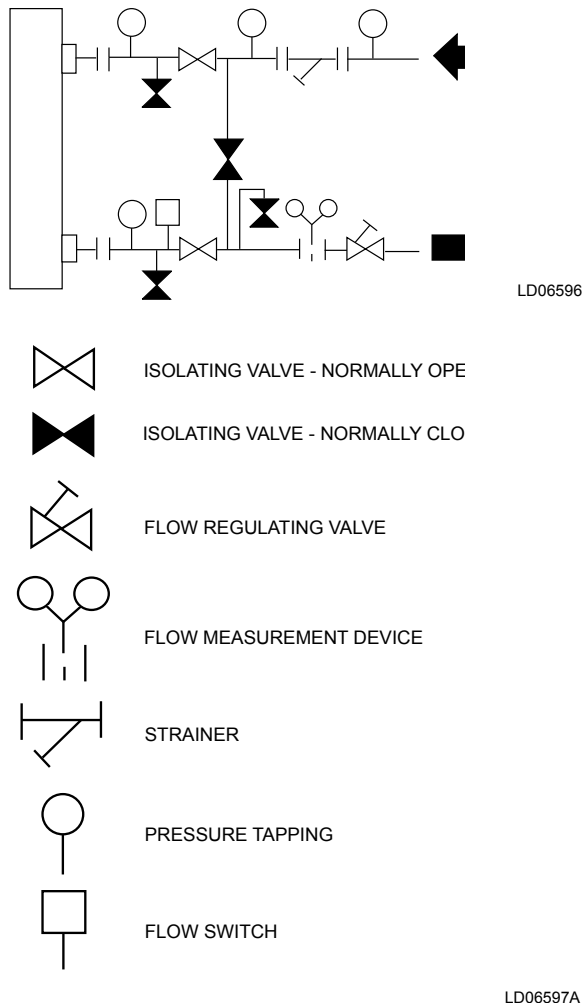 LD06596
ISOLATING VALVE - NORMALLY OPE
ISOLATING VALVE - NORMALLY CLO
FLOW REGULATING VALVE
FLOW MEASUREMENT DEVICE
STRAINER
PRESSURE TAPPING
FLOW SWITCH
LD06597A